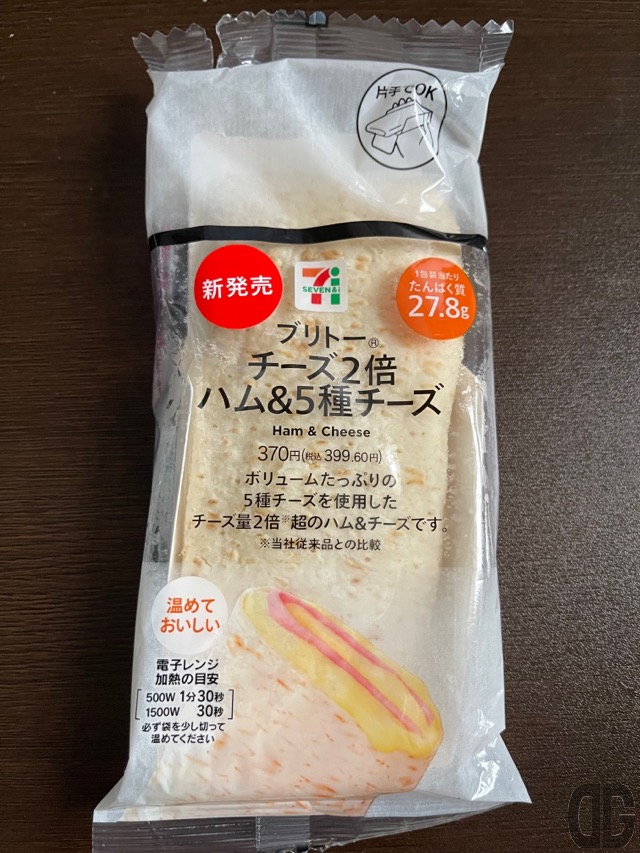 片手でOK
新発売
SEVEN&i
1包装当たり
たんぱく質
27.8g
ブリトー®
チーズ2倍
ハム&5種チーズ
Ham & Cheese
370円(税込399.60円)
ボリュームたっぷりの
5種チーズを使用した
チーズ量2倍※超のハム&チーズです。
※当社従来品との比較
温めて
おいしい
電子レンジ
加熱の目安
500W 1分30秒
1500W 30秒
必ず袋を少し切って
温めてください